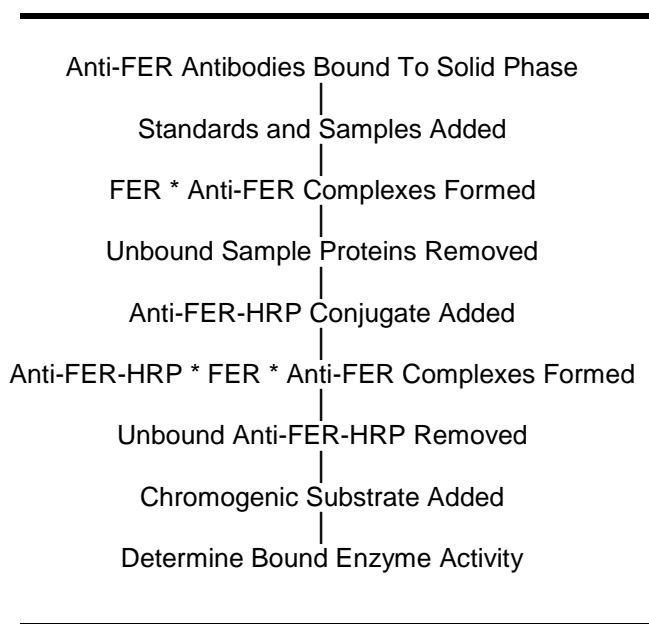 Anti-FER Antibodies Bound To Solid Phase
Standards and Samples Added
FER * Anti-FER Complexes Formed
Unbound Sample Proteins Removed
Anti-FER-HRP Conjugate Added
Anti-FER-HRP * FER * Anti-FER Complexes Formed
Unbound Anti-FER-HRP Removed
Chromogenic Substrate Added
Determine Bound Enzyme Activity